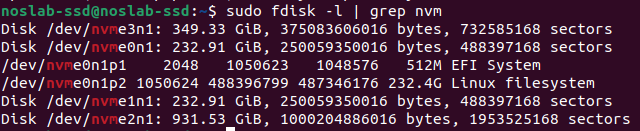 noslab-ssd@noslab-ssd:~$ sudo fdisk -l | grep nvm
Disk /dev/nvme3n1: 349.33 GiB, 375083606016 bytes, 732585168 sectors
Disk /dev/nvme0n1: 232.91 GiB, 250059350016 bytes, 488397168 sectors
/dev/nvme0n1p1 2048 1050623 1048576 512M EFI System
/dev/nvme0n1p2 1050624 488396799 487346176 232.4G Linux filesystem
Disk /dev/nvme1n1: 232.91 GiB, 250059350016 bytes, 488397168 sectors
Disk /dev/nvme2n1: 931.53 GiB, 1000204886016 bytes, 1953525168 sectors